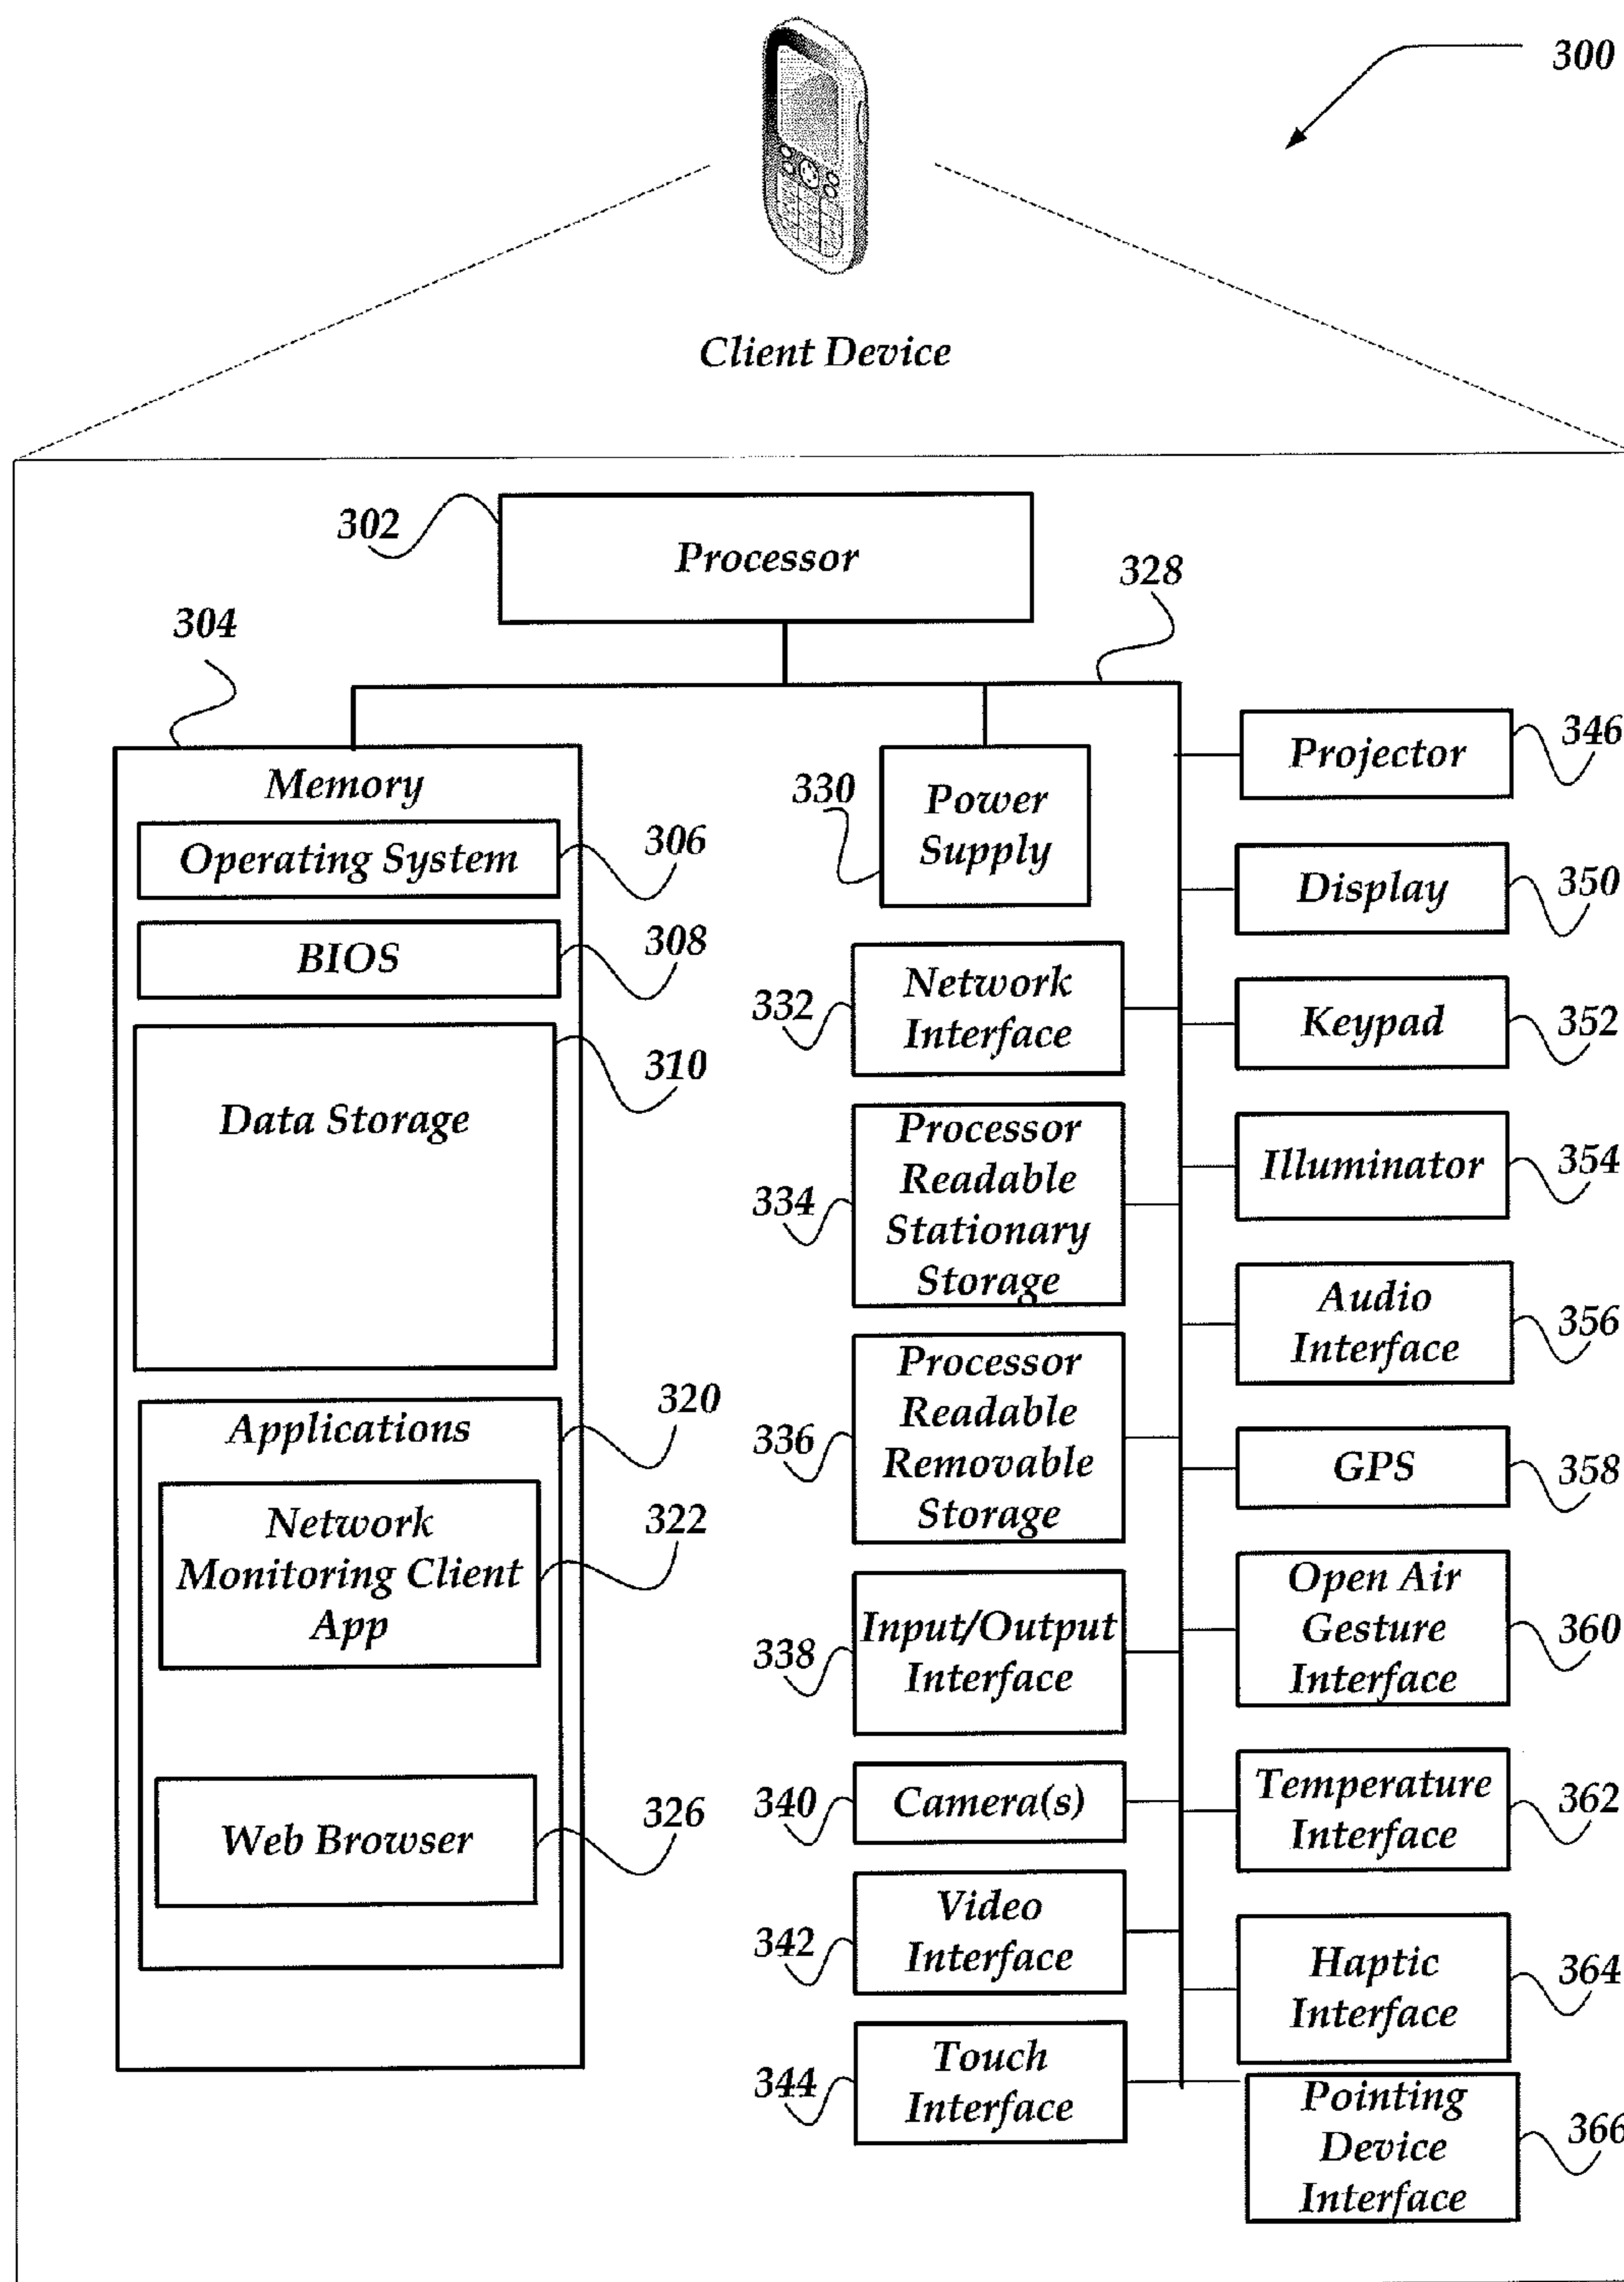 300
Client Device
302
Processor
328
304
Memory
Operating System
306
BIOS
308
Data Storage
310
Applications
320
Network
Monitoring Client
App
322
Web Browser
326
330
Power
Supply
332
Network
Interface
334
Processor
Readable
Stationary
Storage
336
Processor
Readable
Removable
Storage
338
Input/Output
Interface
340
Camera(s)
342
Video
Interface
344
Touch
Interface
Projector
346
Display
350
Keypad
352
Illuminator
354
Audio
Interface
356
GPS
358
Open Air
Gesture
Interface
360
Temperature
Interface
362
Haptic
Interface
364
Pointing
Device
Interface
366